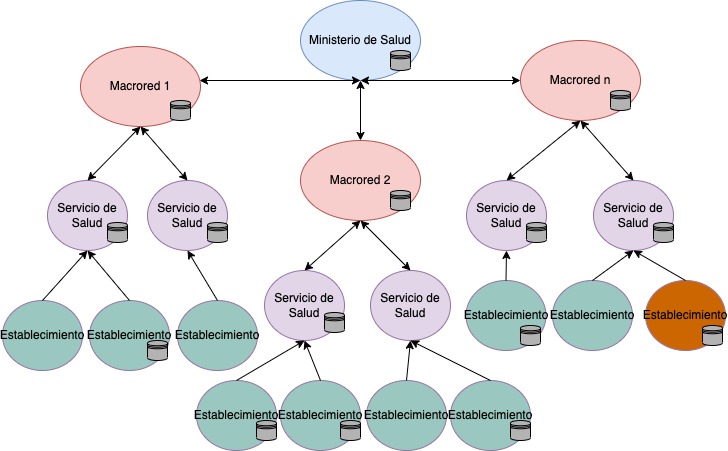 Ministerio de Salud
Macrored 1
Macrored n
Macrored 2
Servicio de
Salud
Servicio de
Salud
Servicio de
Salud
Servicio de
Salud
Servicio de
Salud
Servicio de
Salud
Establecimiento
Establecimiento
Establecimiento
Establecimiento
Establecimiento
Establecimiento
Establecimiento
Establecimiento
Establecimiento
Establecimiento